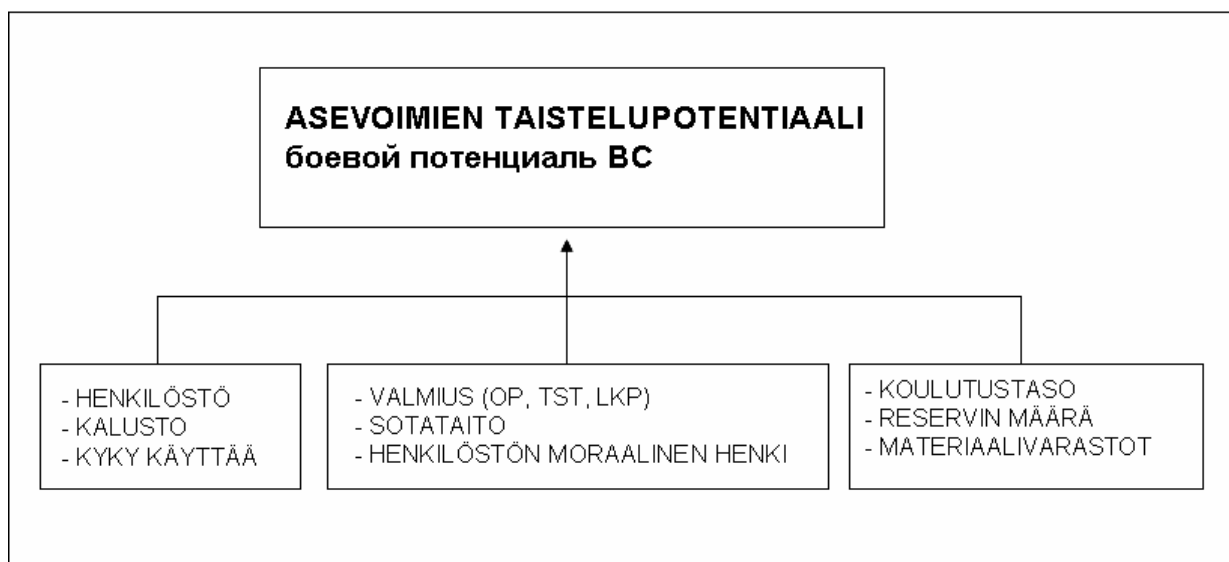 ASEVOIMIEN TAISTELUPOTENTIAALI
боевой потенциаль ВС
- HENKILÖSTÖ
- KALUSTO
- KYKY KÄYTTÄÄ
- VALMIUS (OP, TST, LKP)
- SOTATAITO
- HENKILÖSTÖN MORAALINEN HENKI
- KOULUTUSTASO
- RESERVIN MÄÄRÄ
- MATERIAALIVARASTOT